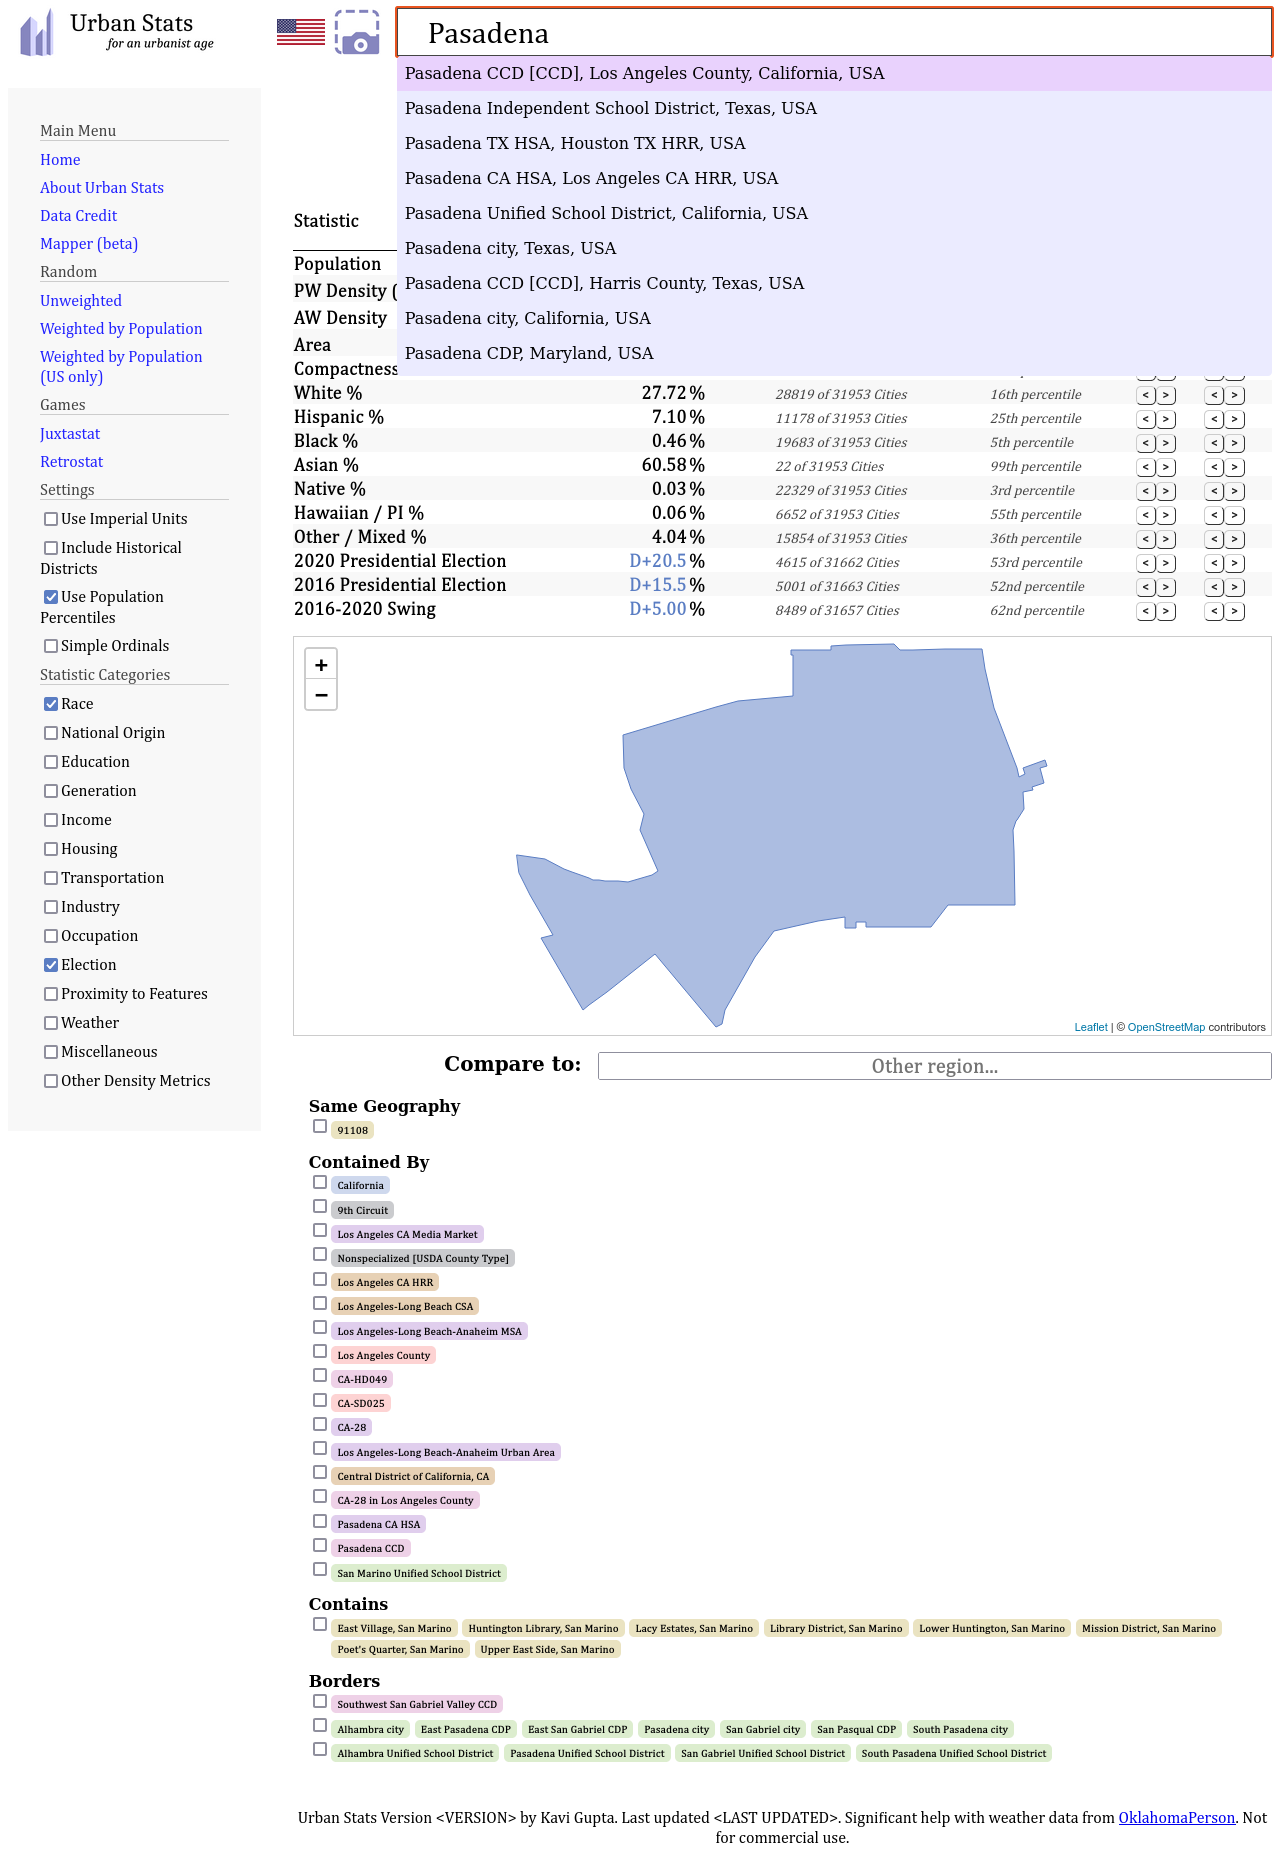 Urban Stats
for an urbanist age
Pasadena
Pasadena CCD [CCD], Los Angeles County, California, USA
Pasadena Independent School District, Texas, USA
Pasadena TX HSA, Houston TX HRR, USA
Pasadena CA HSA, Los Angeles CA HRR, USA
Pasadena Unified School District, California, USA
Pasadena city, Texas, USA
Pasadena CCD [CCD], Harris County, Texas, USA
Pasadena city, California, USA
Pasadena CDP, Maryland, USA
Main Menu
Home
About Urban Stats
Data Credit
Mapper (beta)
Random
Unweighted
Weighted by Population
Weighted by Population
(US only)
Games
Juxtastat
Retrostat
Settings
Use Imperial Units
Include Historical
Districts
Use Population
Percentiles
Simple Ordinals
Statistic Categories
Race
National Origin
Education
Generation
Income
Housing
Transportation
Industry
Occupation
Election
Proximity to Features
Weather
Miscellaneous
Other Density Metrics
Statistic
Population
PW Density (
AW Density
Area
Compactness
White % 27.72% 28819 of 31953 Cities 16th percentile < > < >
Hispanic % 7.10% 11178 of 31953 Cities 25th percentile < > < >
Black % 0.46% 19683 of 31953 Cities 5th percentile < > < >
Asian % 60.58% 22 of 31953 Cities 99th percentile < > < >
Native % 0.03% 22329 of 31953 Cities 3rd percentile < > < >
Hawaiian / PI % 0.06% 6652 of 31953 Cities 55th percentile < > < >
Other / Mixed % 4.04% 15854 of 31953 Cities 36th percentile < > < >
2020 Presidential Election D+20.5% 4615 of 31662 Cities 53rd percentile < > < >
2016 Presidential Election D+15.5% 5001 of 31663 Cities 52nd percentile < > < >
2016-2020 Swing D+5.00% 8489 of 31657 Cities 62nd percentile < > < >
+
−
Leaflet | © OpenStreetMap contributors
Compare to: Other region...
Same Geography
91108
Contained By
California
9th Circuit
Los Angeles CA Media Market
Nonspecialized [USDA County Type]
Los Angeles CA HRR
Los Angeles-Long Beach CSA
Los Angeles-Long Beach-Anaheim MSA
Los Angeles County
CA-HD049
CA-SD025
CA-28
Los Angeles-Long Beach-Anaheim Urban Area
Central District of California, CA
CA-28 in Los Angeles County
Pasadena CA HSA
Pasadena CCD
San Marino Unified School District
Contains
East Village, San Marino Huntington Library, San Marino Lacy Estates, San Marino Library District, San Marino Lower Huntington, San Marino Mission District, San Marino
Poet's Quarter, San Marino Upper East Side, San Marino
Borders
Southwest San Gabriel Valley CCD
Alhambra city East Pasadena CDP East San Gabriel CDP Pasadena city San Gabriel city San Pasqual CDP South Pasadena city
Alhambra Unified School District Pasadena Unified School District San Gabriel Unified School District South Pasadena Unified School District
Urban Stats Version <VERSION> by Kavi Gupta. Last updated <LAST UPDATED>. Significant help with weather data from OklahomaPerson. Not
for commercial use.